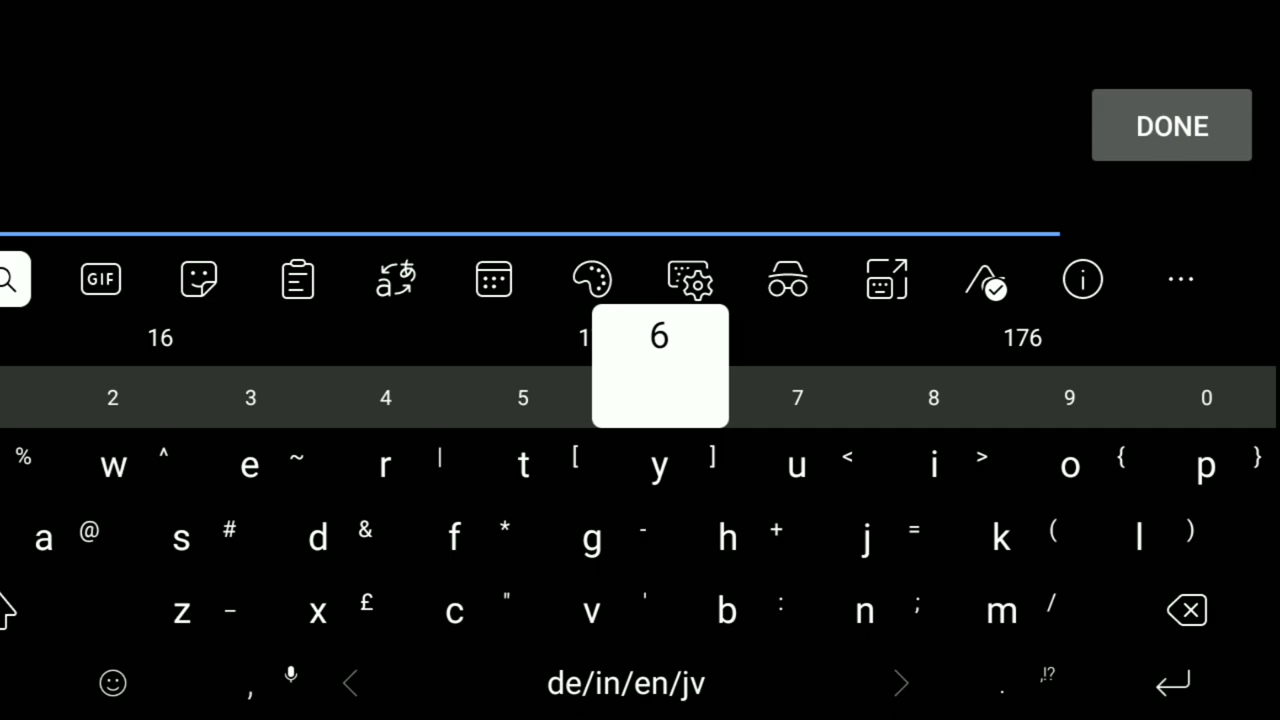 DONE
GIF
16 1 176
2 3 4 5 6 7 8 9 0
% w ^ e ~ r | t [ y ] u < i > o { p }
a @ s # d & f * g - h + j = k ( l )
z _ x £ c " v ' b : n ; m /
, de/in/en/jv . ,!?